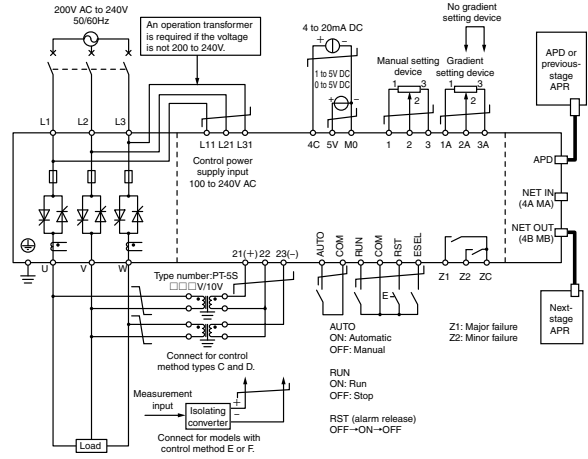 200V AC to 240V
50/60Hz
An operation transformer
is required if the voltage
is not 200 to 240V.
4 to 20mA DC
+
−
1 to 5V DC
0 to 5V DC
+
−
No gradient
setting device
Manual setting
device
1
3
2
Gradient
setting device
1
3
2
APD or
previous-
stage
APR
L1
L2
L3
L11 L21 L31
4C 5V M0
1 2 3 1A 2A 3A
Control power
supply input
100 to 240V AC
APD
NET IN
(4A MA)
NET OUT
(4B MB)
U
V
W
21(+) 22 23(−)
AUTO
COM
RUN
COM
RST
ESEL
E
Z1 Z2 ZC
Type number:PT-5S
□□□V/10V
Connect for control
method types C and D.
Measurement
input
Isolating
converter
+
−
Connect for models with
control method E or F.
Load
AUTO
ON: Automatic
OFF: Manual
RUN
ON: Run
OFF: Stop
RST (alarm release)
OFF→ON→OFF
Z1: Major failure
Z2: Minor failure
Next-
stage
APR